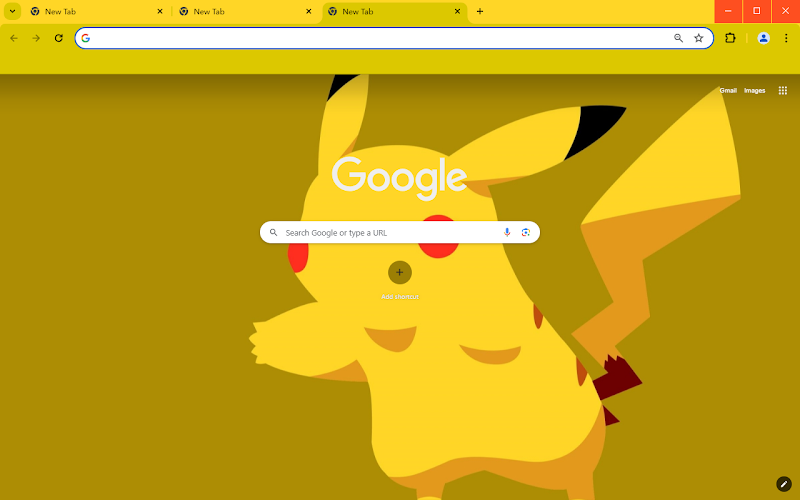 New Tab
New Tab
New Tab
Gmail Images
Google
Search Google or type a URL
Add shortcut